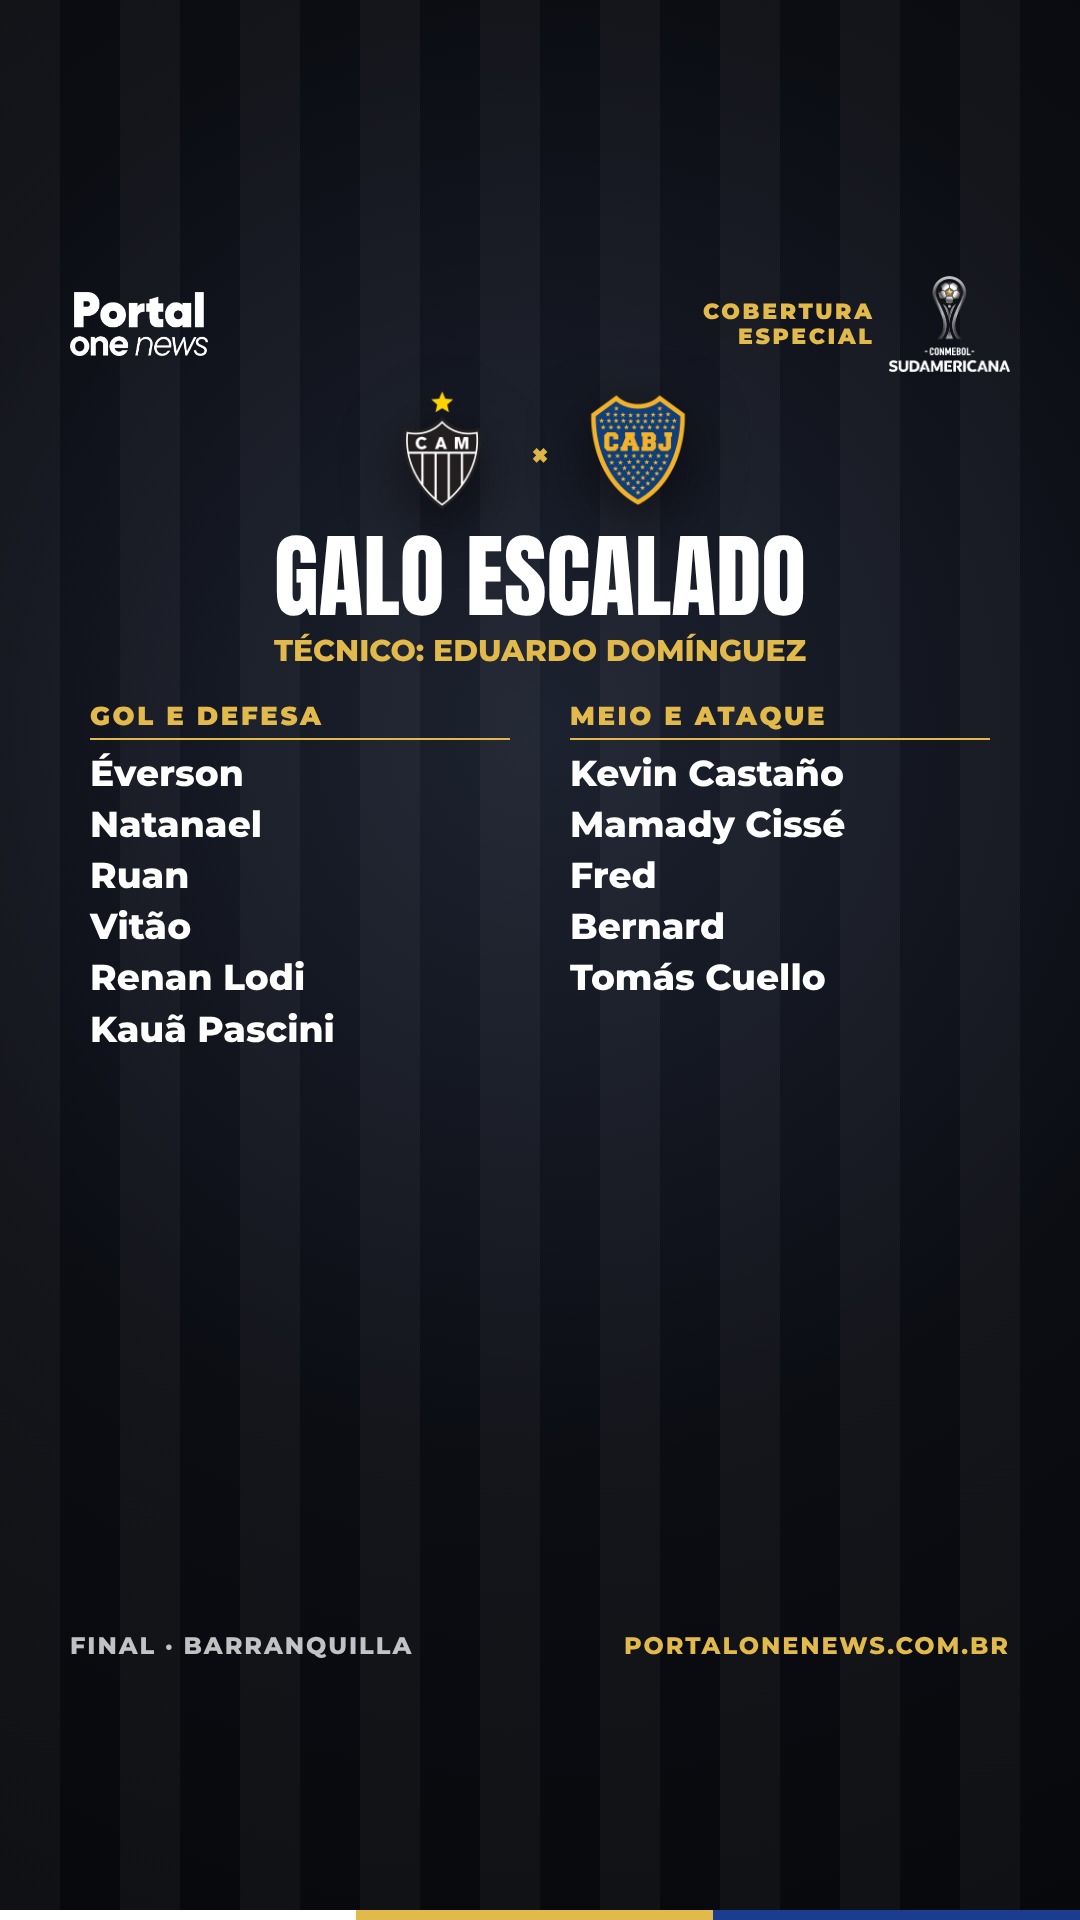 Portal
one news
COBERTURA
ESPECIAL
-CONMEBOL-
SUDAMERICANA
CAM
CABJ
GALO ESCALADO
TÉCNICO: EDUARDO DOMÍNGUEZ
GOL E DEFESA
Éverson
Natanael
Ruan
Vitão
Renan Lodi
Kauã Pascini
MEIO E ATAQUE
Kevin Castaño
Mamady Cissé
Fred
Bernard
Tomás Cuello
FINAL • BARRANQUILLA
PORTALONENEWS.COM.BR